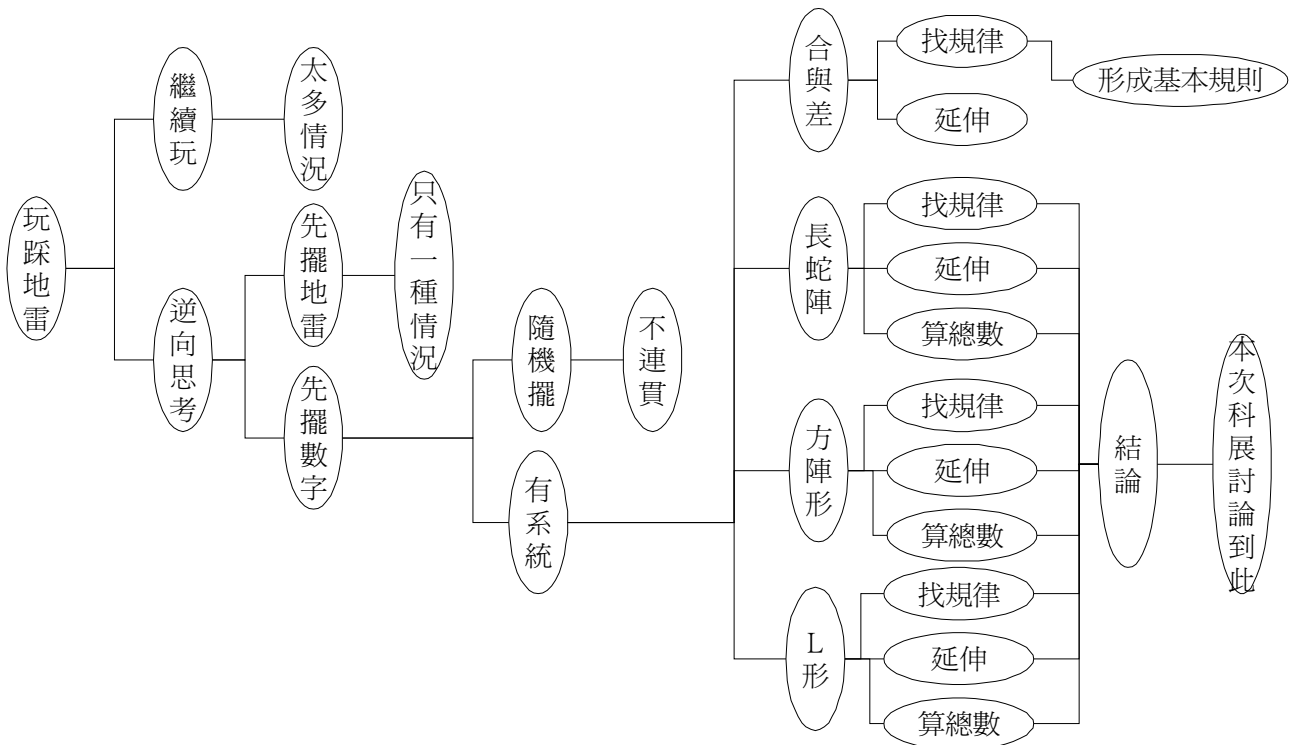 玩踩地雷
繼續玩
太多情況
逆向思考
先擺地雷
只有一種情況
先擺數字
隨機擺
不連貫
有系統
合與差
找規律
形成基本規則
延伸
長蛇陣
找規律
延伸
算總數
方陣形
找規律
延伸
算總數
L形
找規律
延伸
算總數
結論
本次科展討論到此